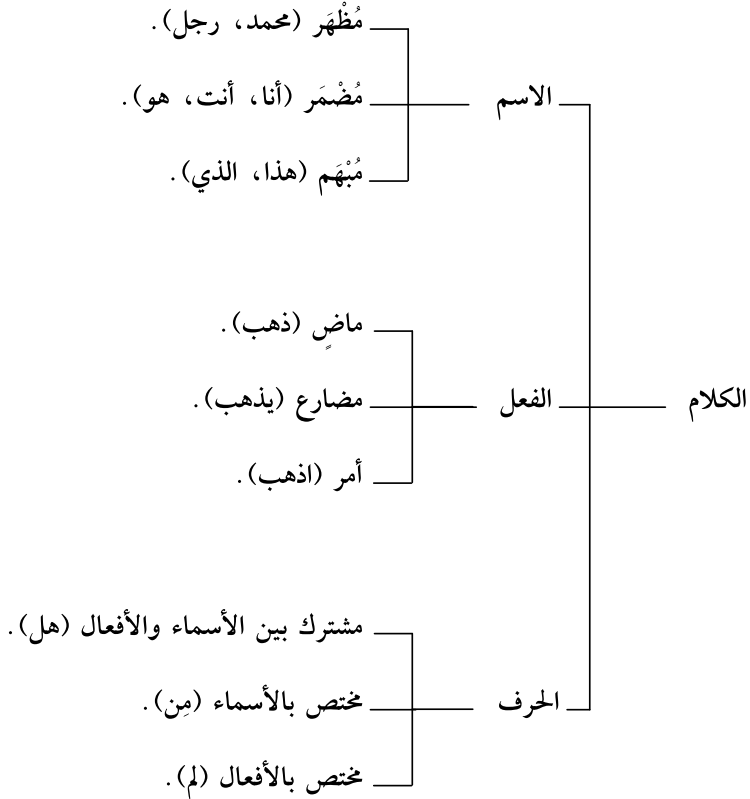 مُظْهَر (محمد، رجل).
الاسم
مُضْمَر (أنا، أنت، هو).
مُبْهَم (هذا، الذي).
ماضٍ (ذهب).
الكلام
الفعل
مضارع (يذهب).
أمر (اذهب).
مشترك بين الأسماء والأفعال (هل).
الحرف
مختص بالأسماء (مِن).
مختص بالأفعال (لم).